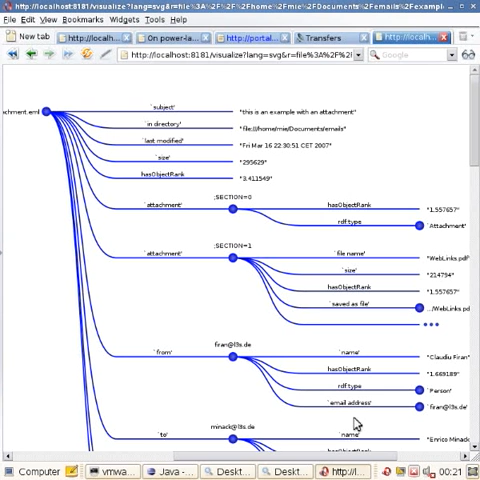 http://localhost:8181/visualize?lang=svg&r=file%3A%2F%2F%2Fhome%2Fmie%2FDocuments%2Femails%2Fexampl
Edit View Bookmarks Widgets Tools Help
New tab http://localh... On power-la... http://portal... Transfers http://localh...
http://localhost:8181/visualize?lang=svg&r=file%3A%2F%2 Google
chment.eml
`subject' "this is an example with an attachment"
`in directory' "file:///home/mie/Documents/emails"
`last modified' "Fri Mar 16 22:30:51 CET 2007"
`size' "295629"
hasObjectRank "3.411549"
`attachment' ;SECTION=0 hasObjectRank "1.557657"
rdf type `Attachment'
`attachment' ;SECTION=1 `file name' "WebLinks.pdf"
`size' "214794"
hasObjectRank "1.557657"
`saved as file' .../WebLinks.pd
`from' fran@l3s.de `name' "Claudiu Firan"
hasObjectRank "1.669189"
rdf type `Person'
`email address' `fran@l3s.de'
`to' minack@l3s.de `name' "Enrico Minack
hasObjectRank
Computer vmwa... Java - ... Deskt... Deskt... http://l... 00:21